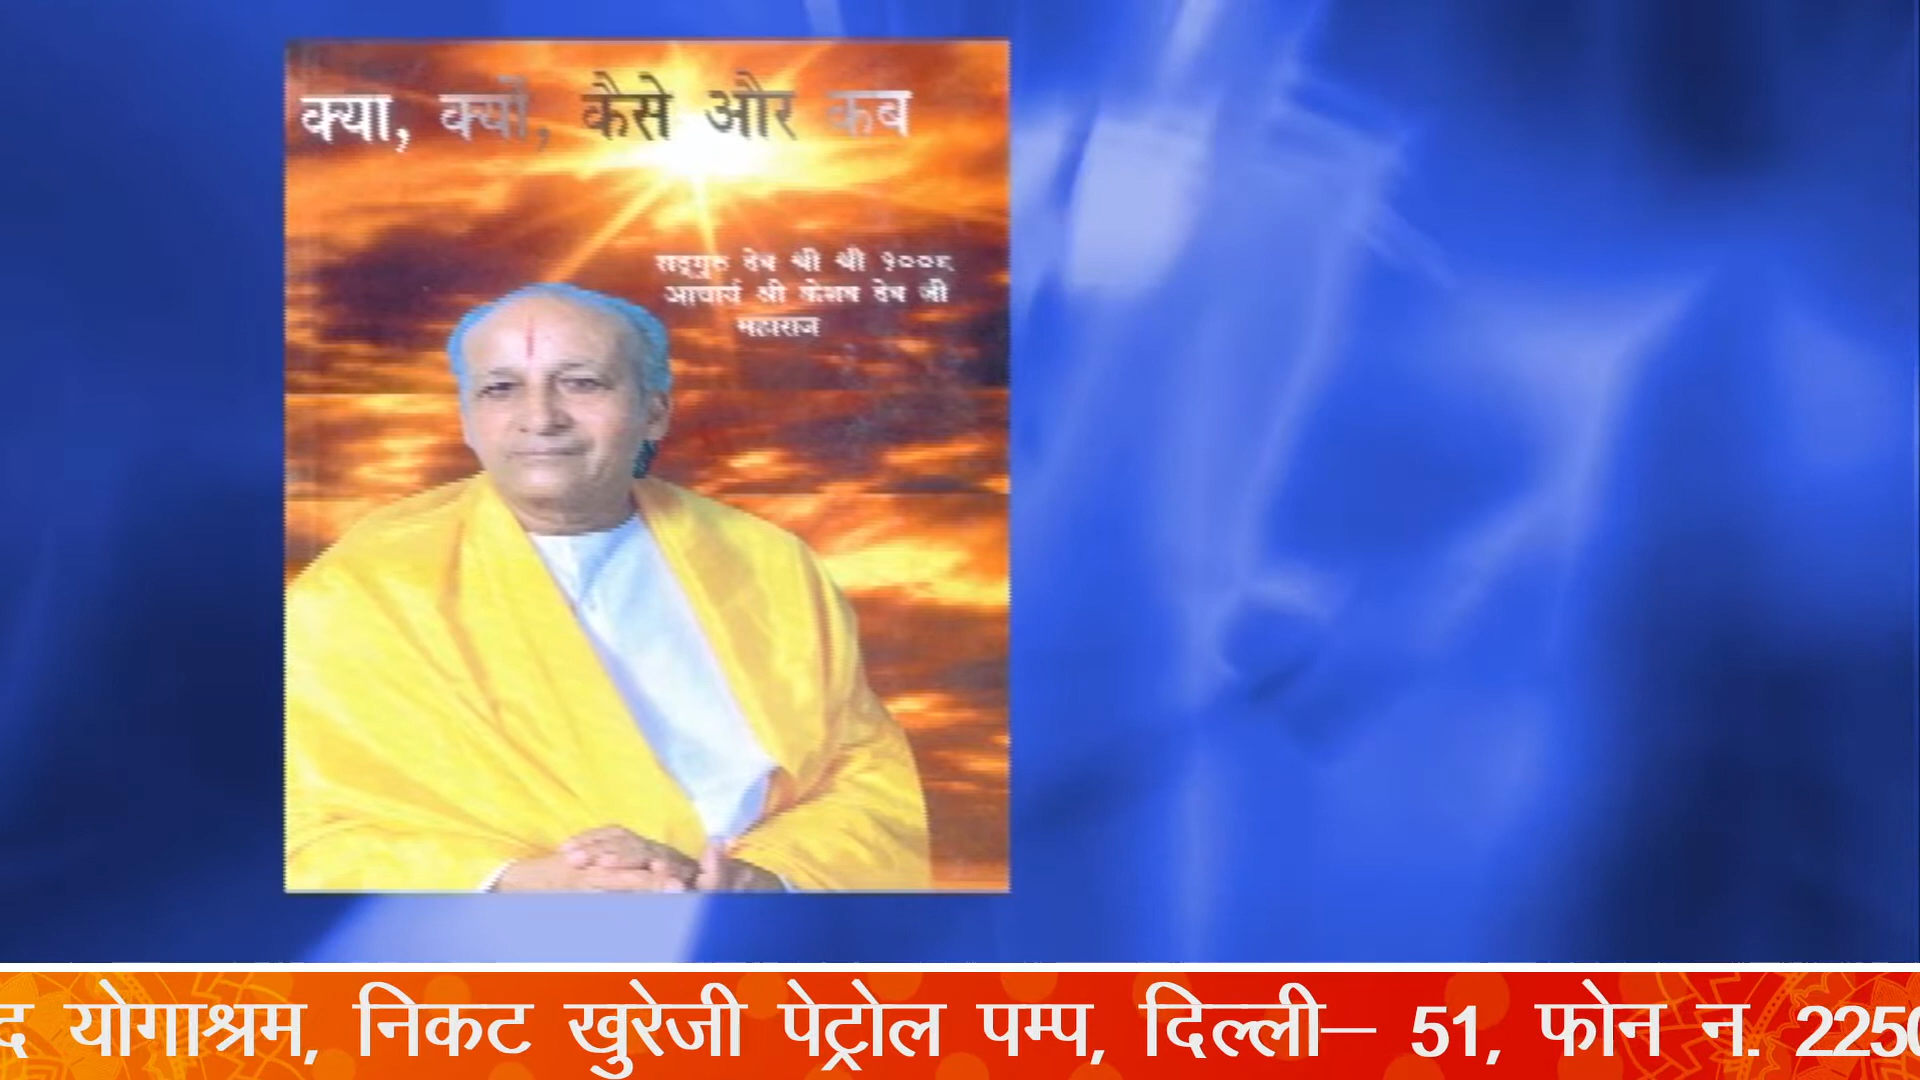 क्या, क्यों, कैसे और कब
सद्गुरु देव श्री श्री १००८
आचार्य श्री केशव देव जी
महाराज
द योगाश्रम, निकट खुरेजी पेट्रोल पम्प, दिल्ली– 51, फोन न. 2250